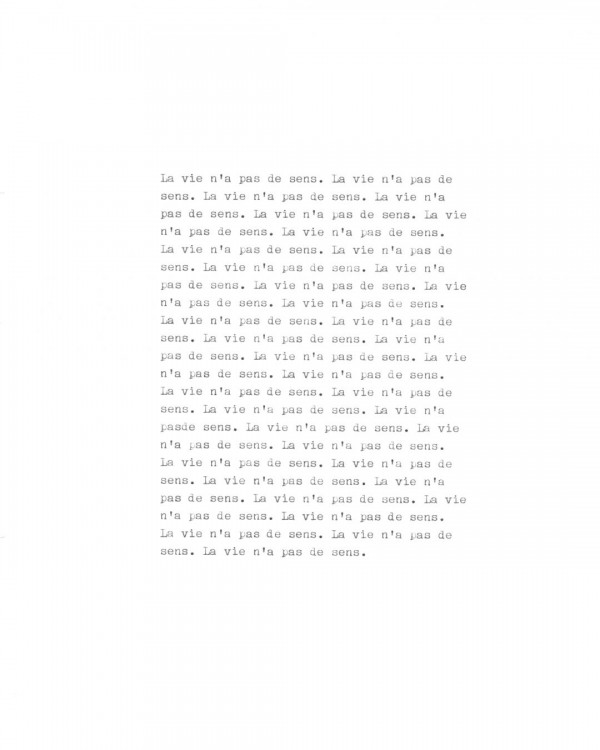 La vie n'a pas de sens. La vie n'a pas de
sens. La vie n'a pas de sens. La vie n'a
pas de sens. La vie n'a pas de sens. La vie
n'a pas de sens. La vie n'a pas de sens.
La vie n'a pas de sens. La vie n'a pas de
sens. La vie n'a pas de sens. La vie n'a
pas de sens. La vie n'a pas de sens. La vie
n'a pas de sens. La vie n'a pas de sens.
La vie n'a pas de sens. La vie n'a pas de
sens. La vie n'a pas de sens. La vie n'a
pas de sens. La vie n'a pas de sens. La vie
n'a pas de sens. La vie n'a pas de sens.
La vie n'a pas de sens. La vie n'a pas de
sens. La vie n'a pas de sens. La vie n'a
pasde sens. La vie n'a pas de sens. La vie
n'a pas de sens. La vie n'a pas de sens.
La vie n'a pas de sens. La vie n'a pas de
sens. La vie n'a pas de sens. La vie n'a
pas de sens. La vie n'a pas de sens. La vie
n'a pas de sens. La vie n'a pas de sens.
La vie n'a pas de sens. La vie n'a pas de
sens. La vie n'a pas de sens.